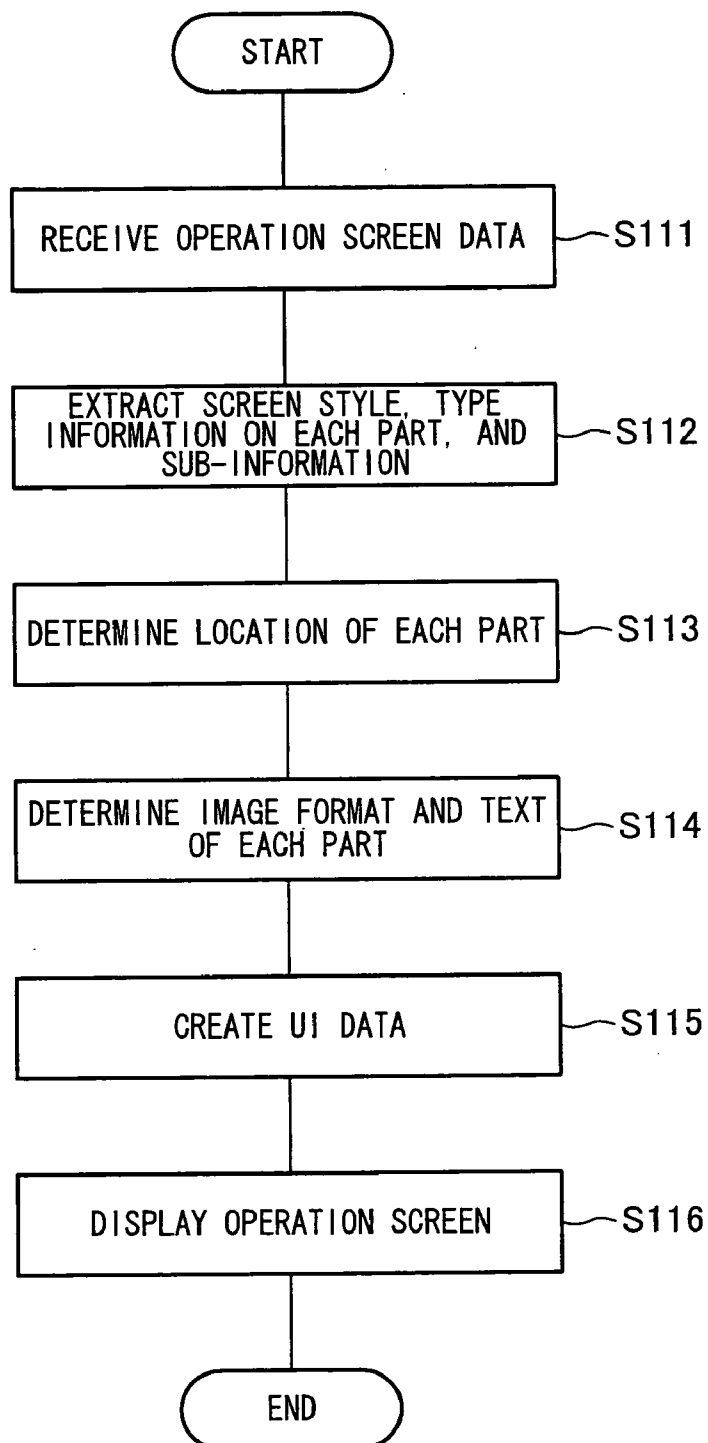 START
RECEIVE OPERATION SCREEN DATA
S111
EXTRACT SCREEN STYLE, TYPE
INFORMATION ON EACH PART, AND
SUB-INFORMATION
S112
DETERMINE LOCATION OF EACH PART
S113
DETERMINE IMAGE FORMAT AND TEXT
OF EACH PART
S114
CREATE UI DATA
S115
DISPLAY OPERATION SCREEN
S116
END